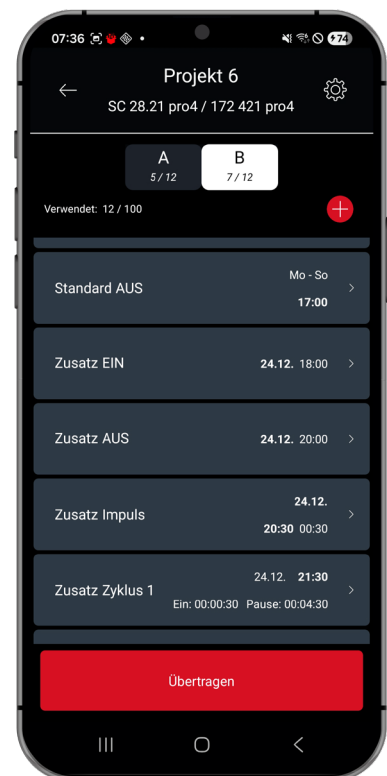 07:36 74
Projekt 6
SC 28.21 pro4 / 172 421 pro4
A B
5 / 12 7 / 12
Verwendet: 12 / 100
Standard AUS Mo - So
17:00
Zusatz EIN 24.12. 18:00
Zusatz AUS 24.12. 20:00
Zusatz Impuls 24.12.
20:30 00:30
Zusatz Zyklus 1 24.12. 21:30
Ein: 00:00:30 Pause: 00:04:30
Übertragen